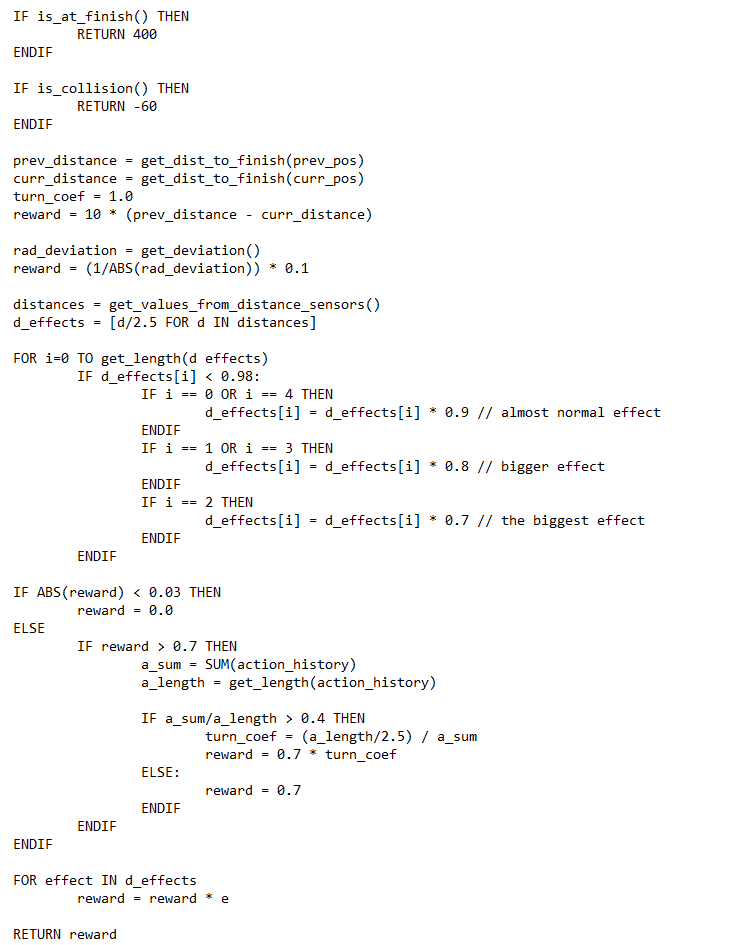 IF is_at_finish() THEN
        RETURN 400
ENDIF

IF is_collision() THEN
        RETURN -60
ENDIF

prev_distance = get_dist_to_finish(prev_pos)
curr_distance = get_dist_to_finish(curr_pos)
turn_coef = 1.0
reward = 10 * (prev_distance - curr_distance)

rad_deviation = get_deviation()
reward = (1/ABS(rad_deviation)) * 0.1

distances = get_values_from_distance_sensors()
d_effects = [d/2.5 FOR d IN distances]

FOR i=0 TO get_length(d effects)
        IF d_effects[i] < 0.98:
                IF i == 0 OR i == 4 THEN
                        d_effects[i] = d_effects[i] * 0.9 // almost normal effect
                ENDIF
                IF i == 1 OR i == 3 THEN
                        d_effects[i] = d_effects[i] * 0.8 // bigger effect
                ENDIF
                IF i == 2 THEN
                        d_effects[i] = d_effects[i] * 0.7 // the biggest effect
                ENDIF
        ENDIF

IF ABS(reward) < 0.03 THEN
        reward = 0.0
ELSE
        IF reward > 0.7 THEN
                a_sum = SUM(action_history)
                a_length = get_length(action_history)

                IF a_sum/a_length > 0.4 THEN
                        turn_coef = (a_length/2.5) / a_sum
                        reward = 0.7 * turn_coef
                ELSE:
                        reward = 0.7
                ENDIF
        ENDIF
ENDIF

FOR effect IN d_effects
        reward = reward * e

RETURN reward